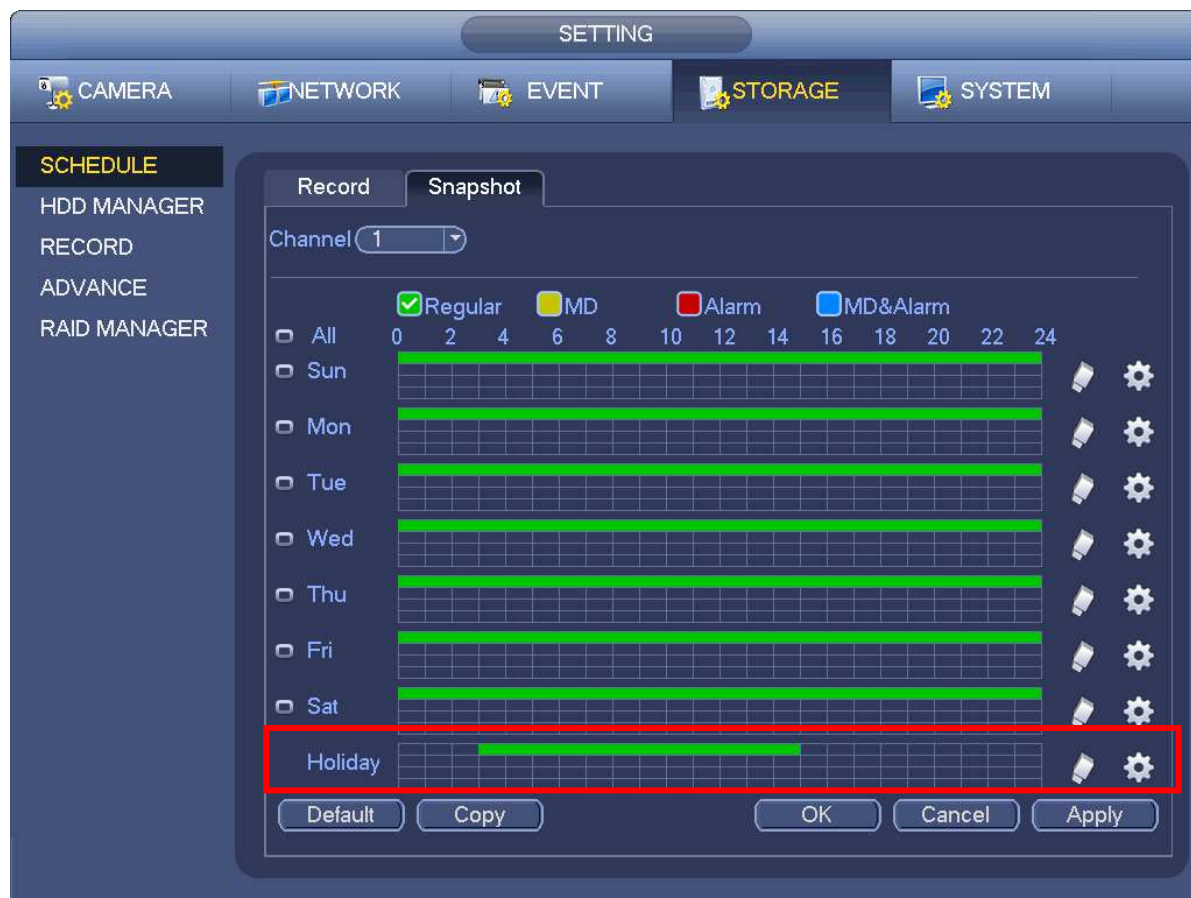 SETTING
CAMERA NETWORK EVENT STORAGE SYSTEM
SCHEDULE
HDD MANAGER
RECORD
ADVANCE
RAID MANAGER
Record Snapshot
Channel 1
Regular MD Alarm MD&Alarm
All 0 2 4 6 8 10 12 14 16 18 20 22 24
Sun
Mon
Tue
Wed
Thu
Fri
Sat
Holiday
Default Copy OK Cancel Apply